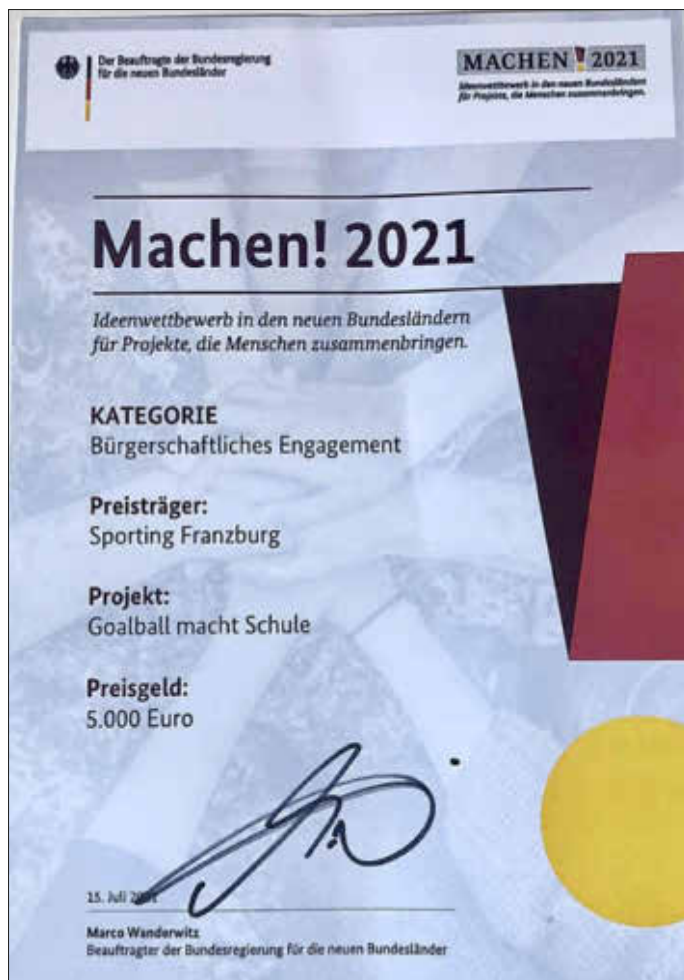 Der Beauftragte der Bundesregierung
für die neuen Bundesländer
MACHEN! 2021
Ideenwettbewerb in den neuen Bundesländern
für Projekte, die Menschen zusammenbringen.
Machen! 2021
Ideenwettbewerb in den neuen Bundesländern
für Projekte, die Menschen zusammenbringen.
KATEGORIE
Bürgerschaftliches Engagement
Preisträger:
Sporting Franzburg
Projekt:
Goalball macht Schule
Preisgeld:
5.000 Euro
15. Juli 2021
Marco Wanderwitz
Beauftragter der Bundesregierung für die neuen Bundesländer